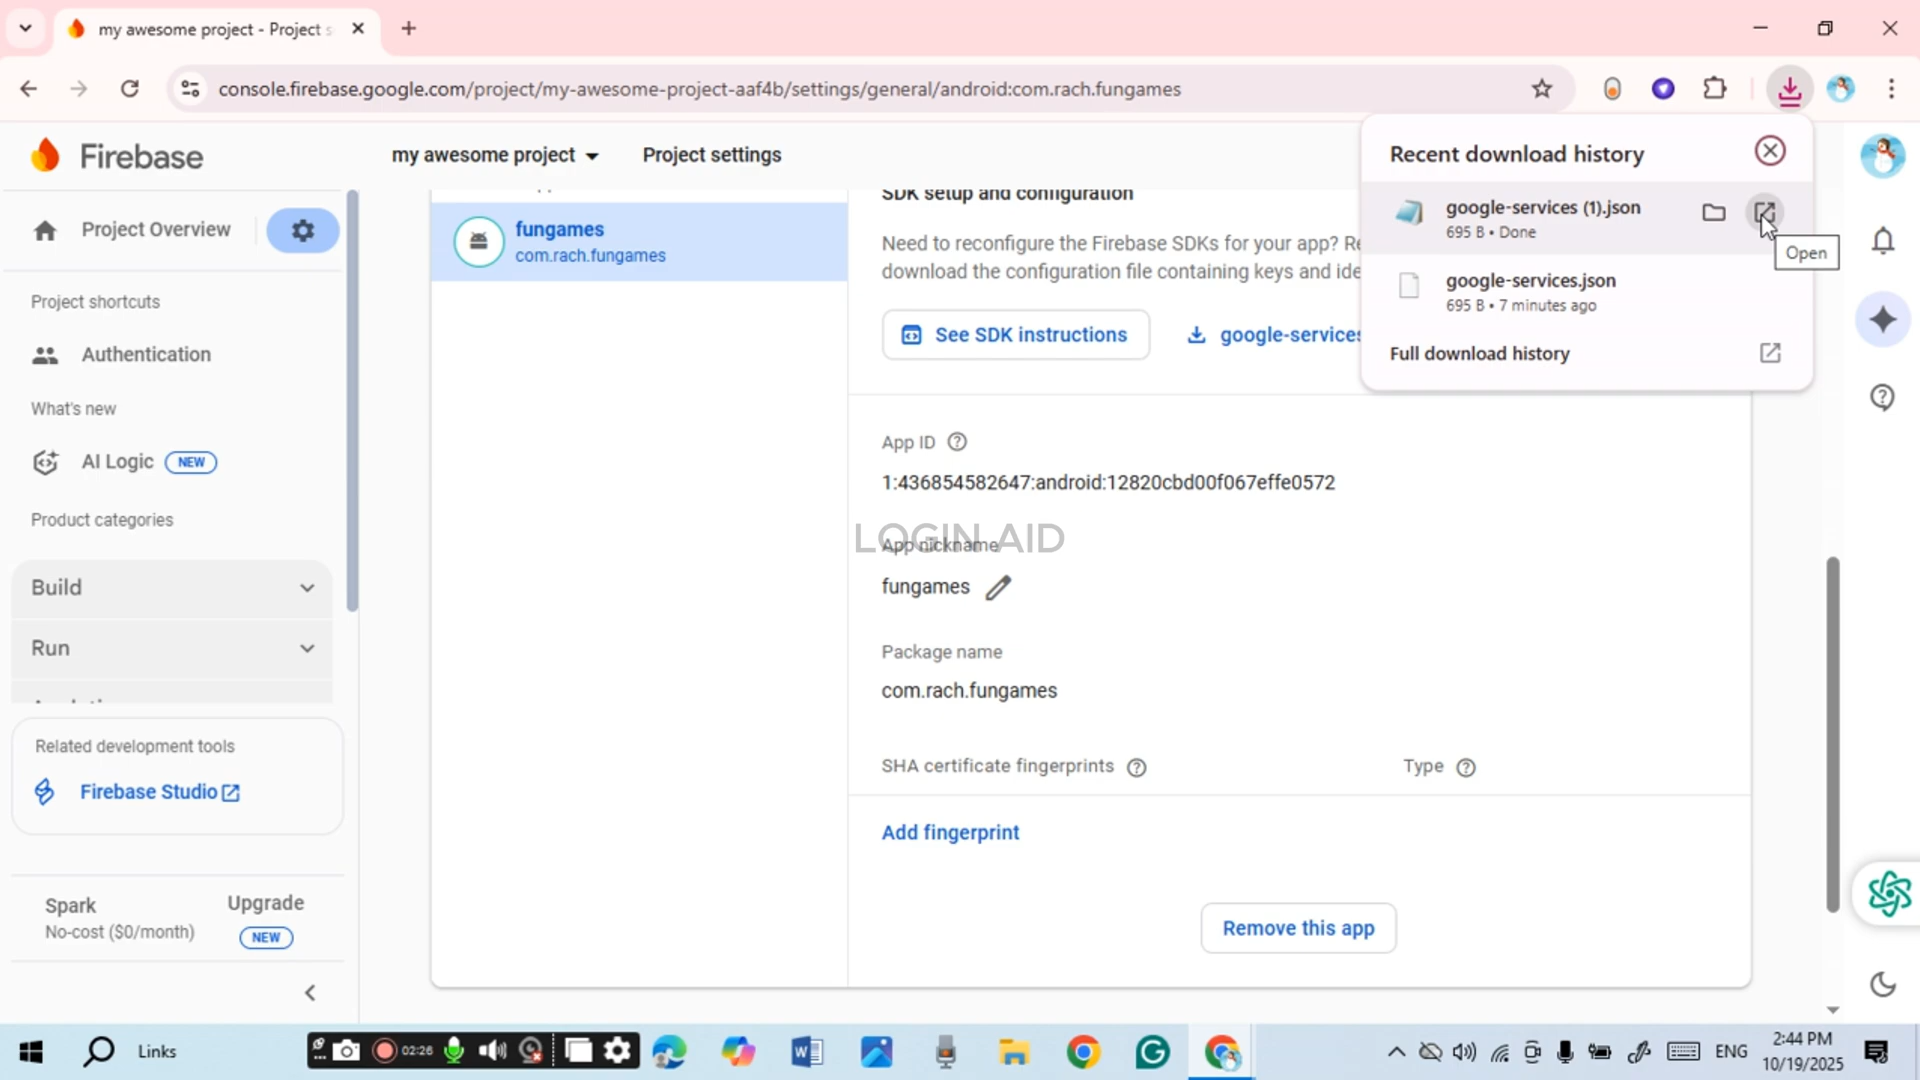 my awesome project - Project s
console.firebase.google.com/project/my-awesome-project-aaf4b/settings/general/android:com.rach.fungames
Firebase
my awesome project
Project settings
Recent download history
google-services (1).json
695 B • Done
Open
google-services.json
695 B • 7 minutes ago
Full download history
Project Overview
Project shortcuts
Authentication
What's new
AI Logic
NEW
Product categories
Build
Run
Related development tools
Firebase Studio
Spark
No-cost ($0/month)
Upgrade
NEW
fungames
com.rach.fungames
SDK setup and configuration
Need to reconfigure the Firebase SDKs for your app? Re
download the configuration file containing keys and ide
See SDK instructions
google-services
App ID
1:436854582647:android:12820cbd00f067effe0572
LOGIN AID
App nickname
fungames
Package name
com.rach.fungames
SHA certificate fingerprints
Type
Add fingerprint
Remove this app
Links
02:26
ENG
2:44 PM
10/19/2025